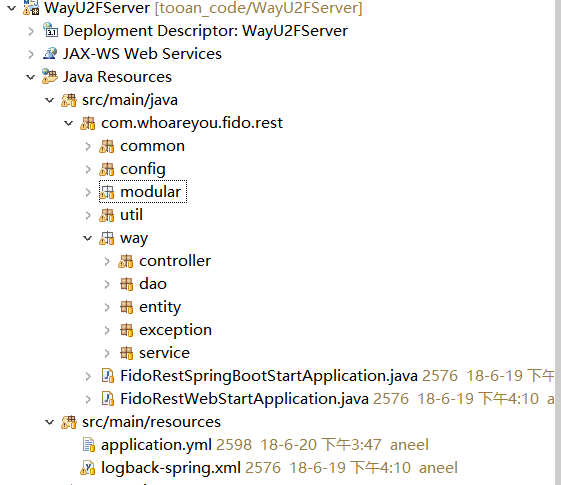 WayU2FServer [tooan_code/WayU2FServer]
Deployment Descriptor: WayU2FServer
JAX-WS Web Services
Java Resources
src/main/java
com.whoareyou.fido.rest
common
config
modular
util
way
controller
dao
entity
exception
service
FidoRestSpringBootStartApplication.java 2576 18-6-19 下午
FidoRestWebStartApplication.java 2576 18-6-19 下午4:10 a
src/main/resources
application.yml 2598 18-6-20 下午3:47 aneel
logback-spring.xml 2576 18-6-19 下午4:10 aneel